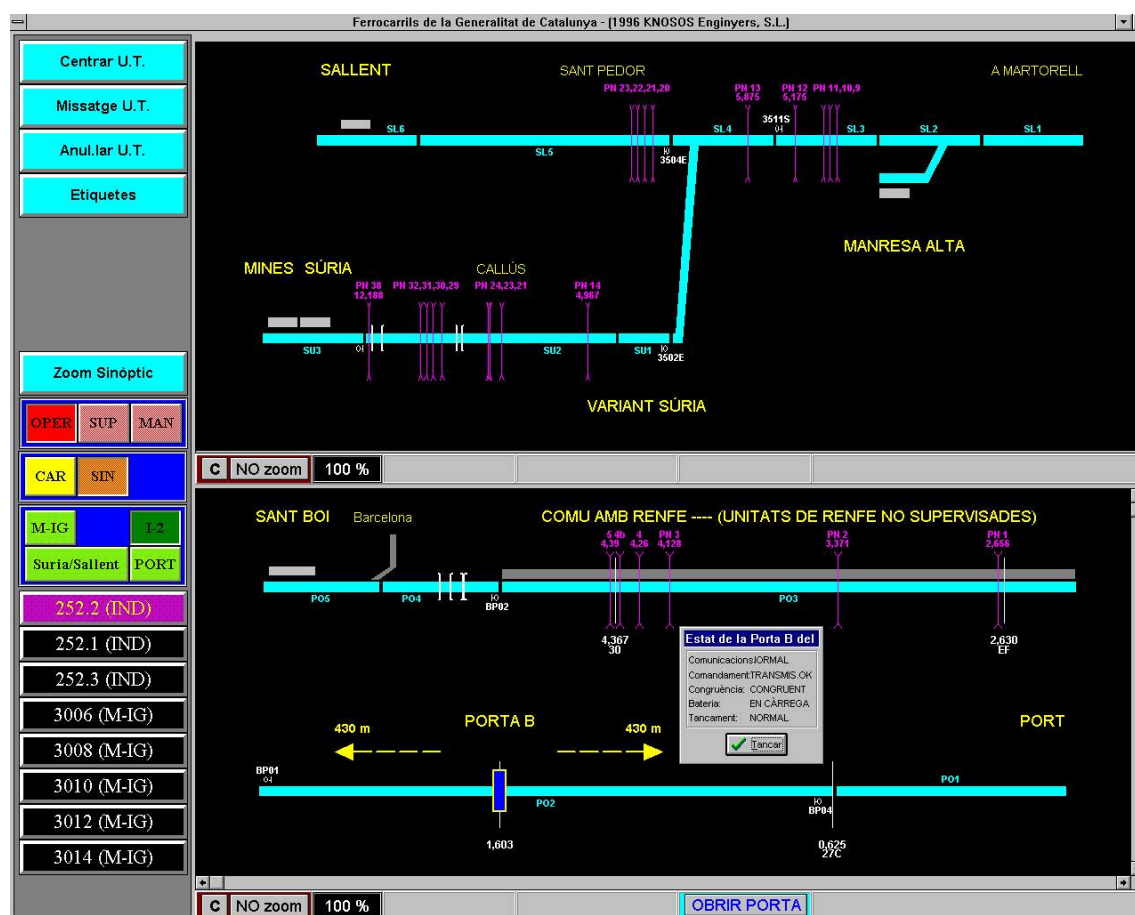 Ferrocarrils de la Generalitat de Catalunya - (1996 KNOSOS Enginyers, S.L.)
Centrar U.T.
Missatge U.T.
Anul.lar U.T.
Etiquetes
Zoom Sinòptic
OPER SUP MAN
CAR SIN
M-IG I-2
Suria/Sallent PORT
252.2 (IND)
252.1 (IND)
252.3 (IND)
3006 (M-IG)
3008 (M-IG)
3010 (M-IG)
3012 (M-IG)
3014 (M-IG)
SALLENT SANT PEDOR A MARTORELL
PN 23,22,21,20 PN 13 PN 12 PN 11,10,9
5,875 5,175
3511S
SL6 SL4 SL3 SL2 SL1
SL5
3504E
MANRESA ALTA
MINES SÚRIA CALLÚS
PN 38 PN 32,31,30,29 PN 24,23,21 PN 14
12,188 4,967
SU3 SU2 SU1
3502E
VARIANT SÚRIA
C NO zoom 100 %
SANT BOI Barcelona COMU AMB RENFE ---- (UNITATS DE RENFE NO SUPERVISADES)
5 4b 4 PN 3 PN 2 PN 1
4,39 4,26 4,128 3,371 2,656
PO5 PO4 PO3
BP02
4,367 2,630
30 EF
Estat de la Porta B del
Comunicacions: IORMAL
Comandament: TRANSMIS.OK
Congruència: CONGRUENT
Bateria: EN CÀRREGA
Tancament: NORMAL
Tancar
430 m PORTA B 430 m PORT
BP01
PO2 PO1
BP04
1,603 0,625
27C
C NO zoom 100 % OBRIR PORTA